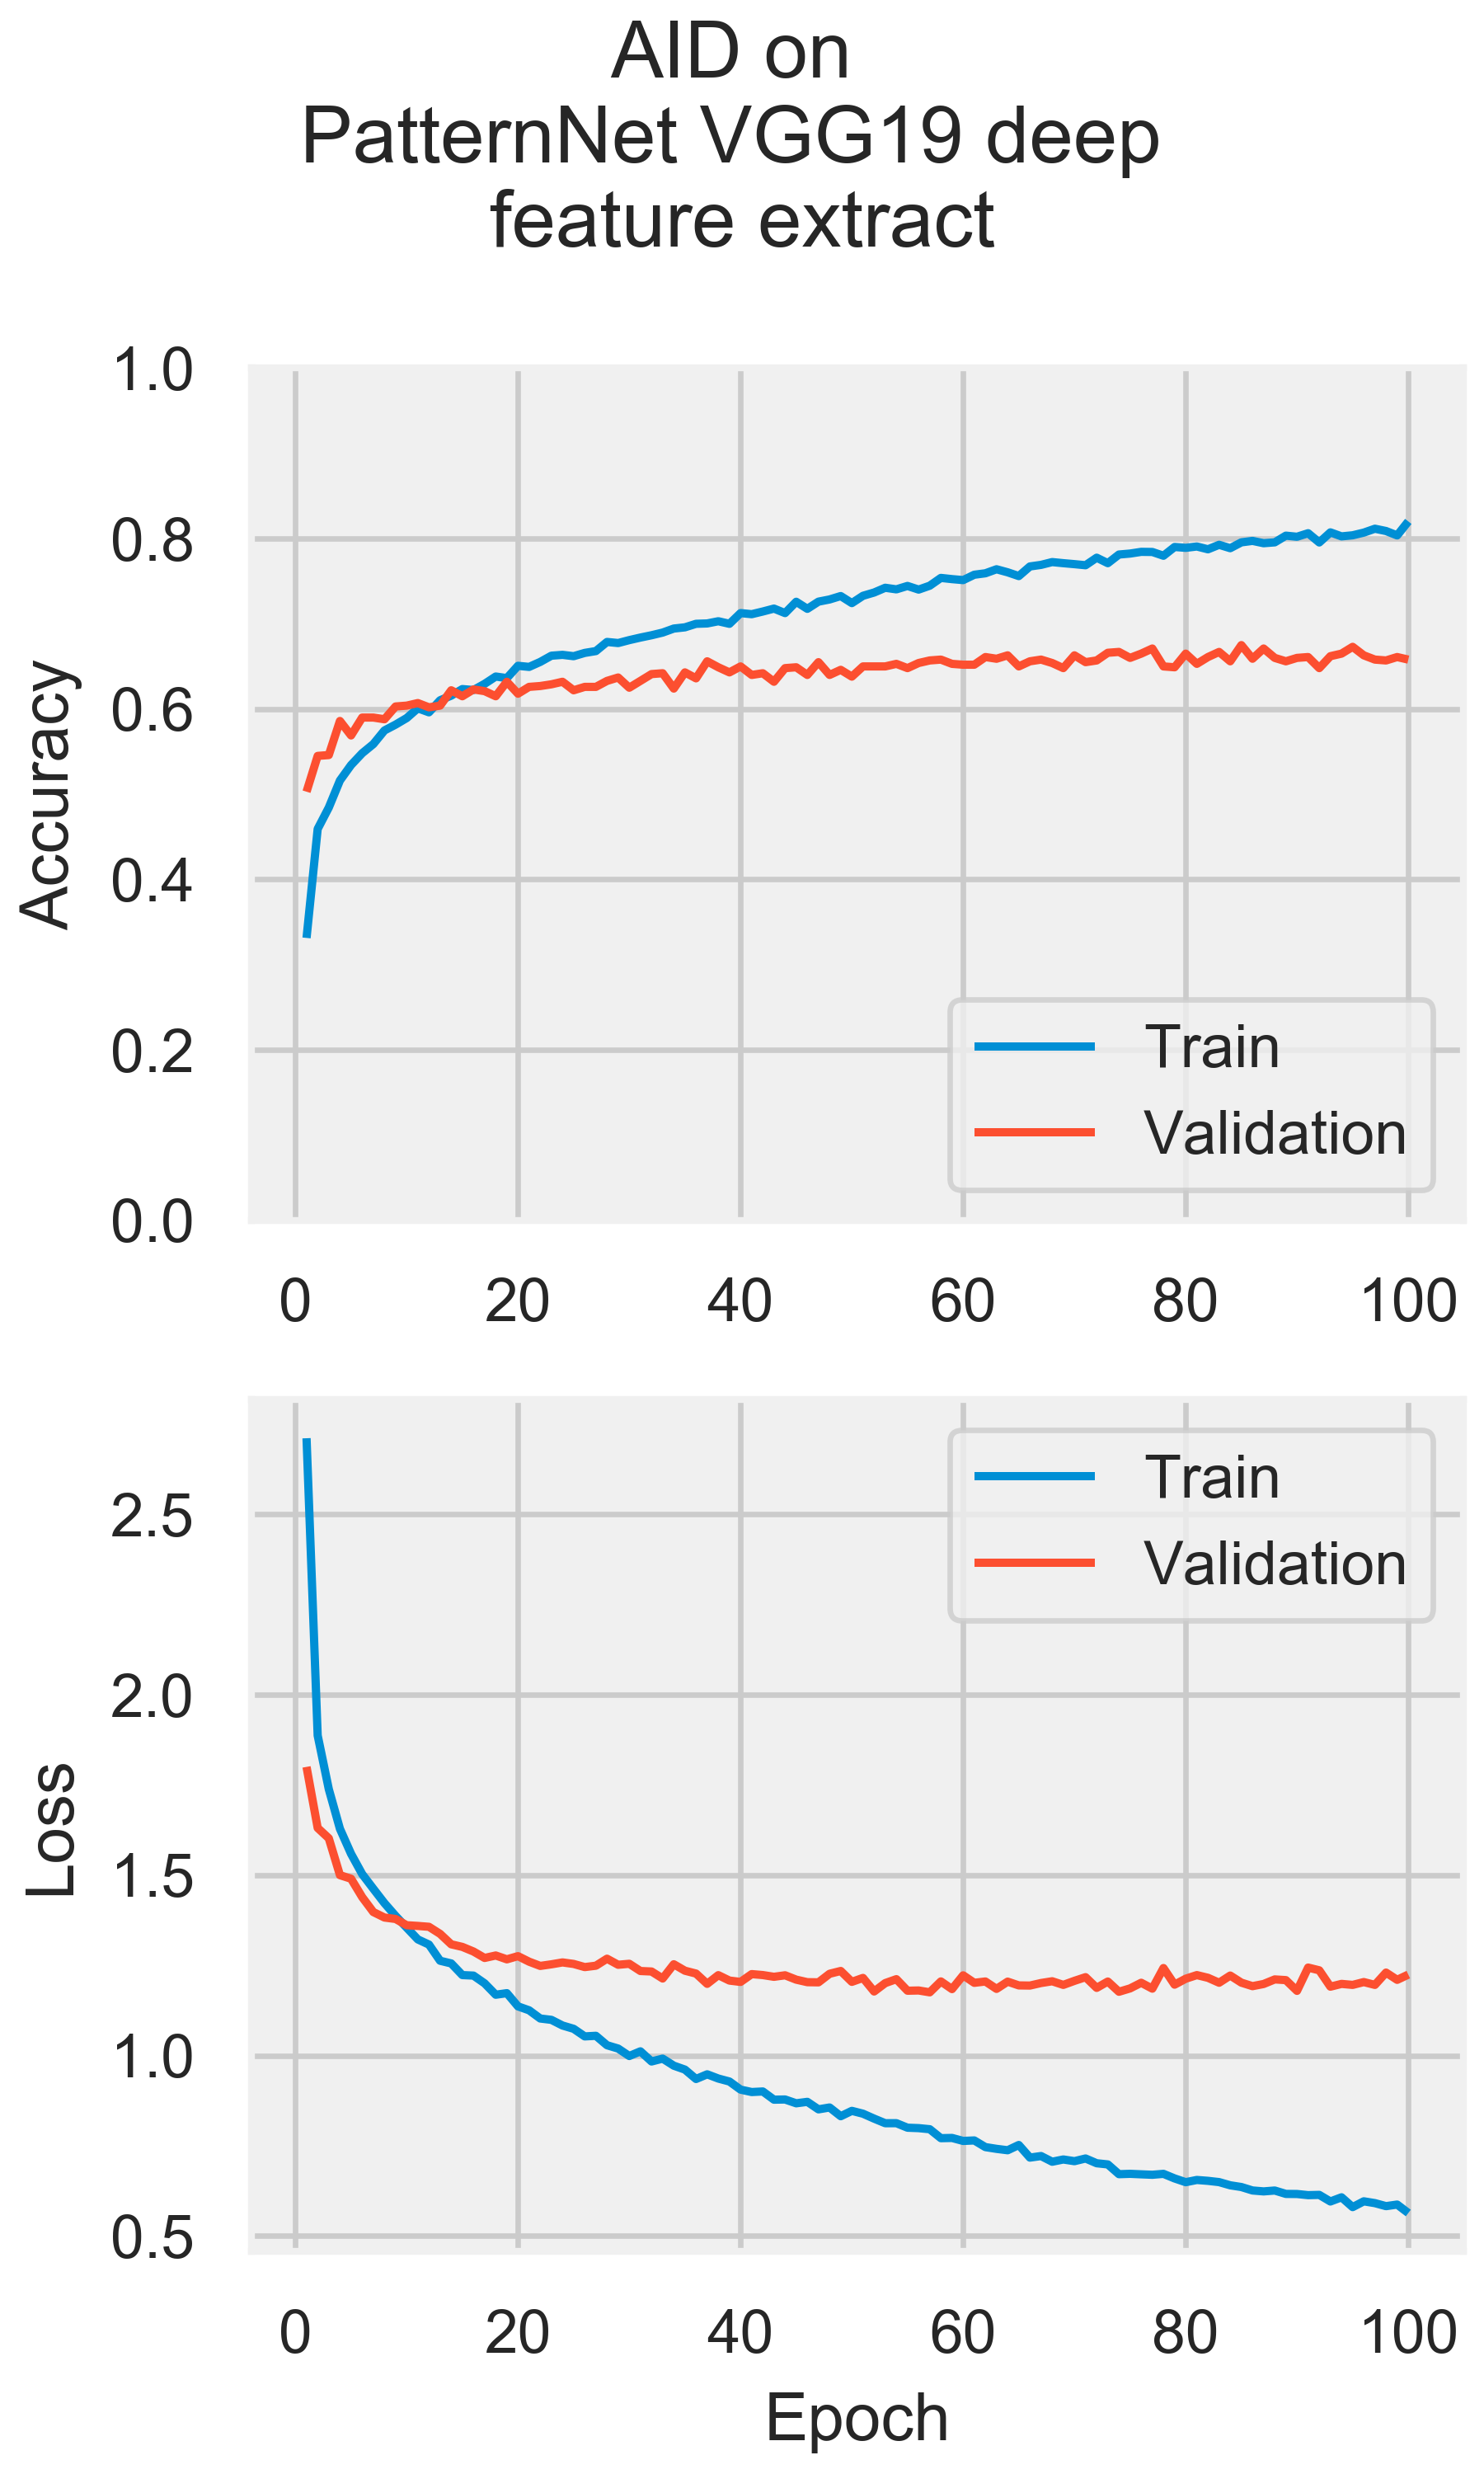 AID on
PatternNet VGG19 deep
feature extract
1.0
0.8
0.6
0.4
0.2
0.0
Accuracy
Train
Validation
0 20 40 60 80 100
2.5
2.0
1.5
1.0
0.5
Loss
Train
Validation
0 20 40 60 80 100
Epoch